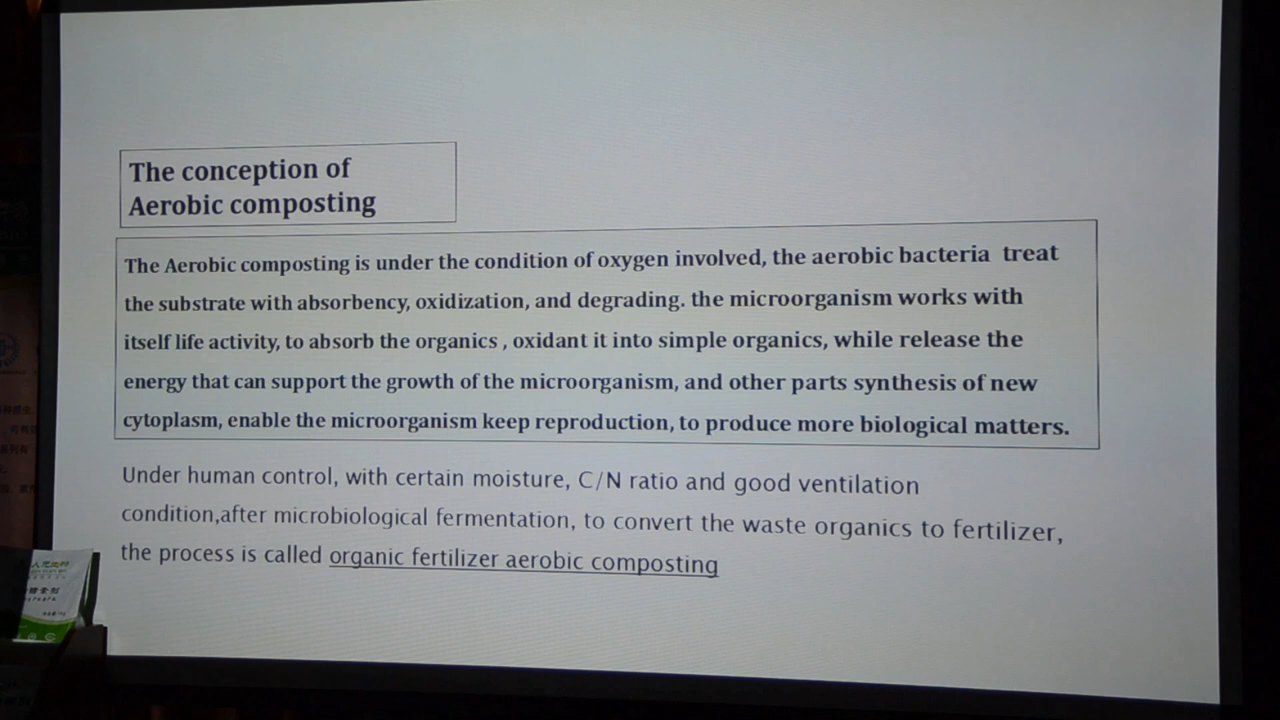 The conception of
Aerobic composting
The Aerobic composting is under the condition of oxygen involved, the aerobic bacteria treat
the substrate with absorbency, oxidization, and degrading. the microorganism works with
itself life activity, to absorb the organics , oxidant it into simple organics, while release the
energy that can support the growth of the microorganism, and other parts synthesis of new
cytoplasm, enable the microorganism keep reproduction, to produce more biological matters.
Under human control, with certain moisture, C/N ratio and good ventilation
condition,after microbiological fermentation, to convert the waste organics to fertilizer,
the process is called organic fertilizer aerobic composting